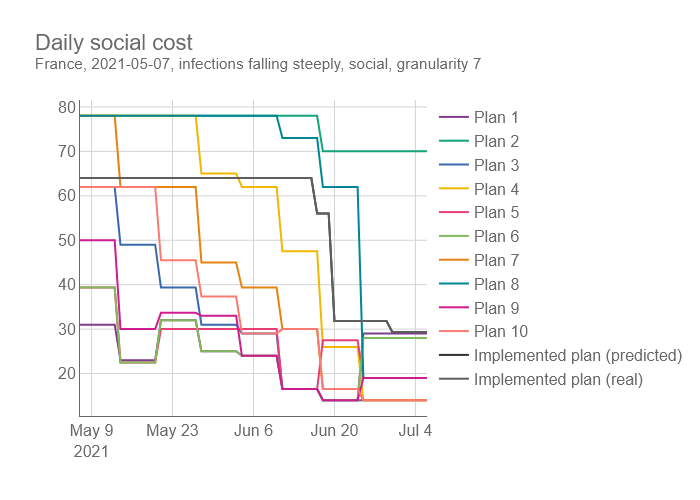 Daily social cost
France, 2021-05-07, infections falling steeply, social, granularity 7
80
70
60
50
40
30
20
May 9
2021
May 23
Jun 6
Jun 20
Jul 4
Plan 1
Plan 2
Plan 3
Plan 4
Plan 5
Plan 6
Plan 7
Plan 8
Plan 9
Plan 10
Implemented plan (predicted)
Implemented plan (real)